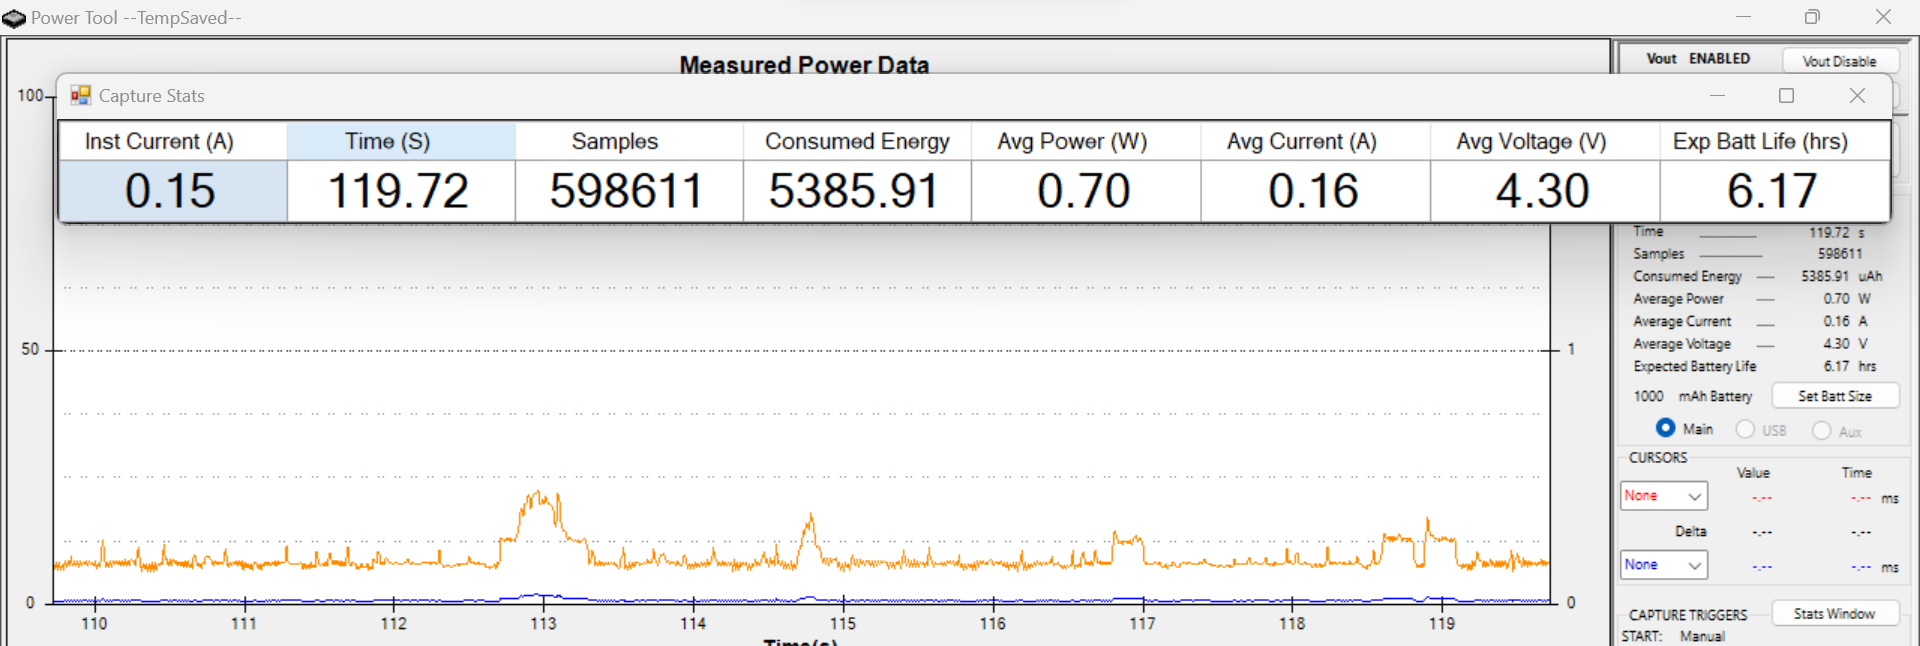 Power Tool --TempSaved--
Measured Power Data
Vout ENABLED Vout Disable
Capture Stats
Inst Current (A) Time (S) Samples Consumed Energy Avg Power (W) Avg Current (A) Avg Voltage (V) Exp Batt Life (hrs)
0.15 119.72 598611 5385.91 0.70 0.16 4.30 6.17
100
50
0
1
0
110 111 112 113 114 115 116 117 118 119
Time(s)
Time 119.72 s
Samples 598611
Consumed Energy 5385.91 uAh
Average Power 0.70 W
Average Current 0.16 A
Average Voltage 4.30 V
Expected Battery Life 6.17 hrs
1000 mAh Battery Set Batt Size
Main USB Aux
CURSORS
Value Time
None -.-- -.-- ms
Delta -.-- -.--
None -.-- -.-- ms
CAPTURE TRIGGERS Stats Window
START: Manual